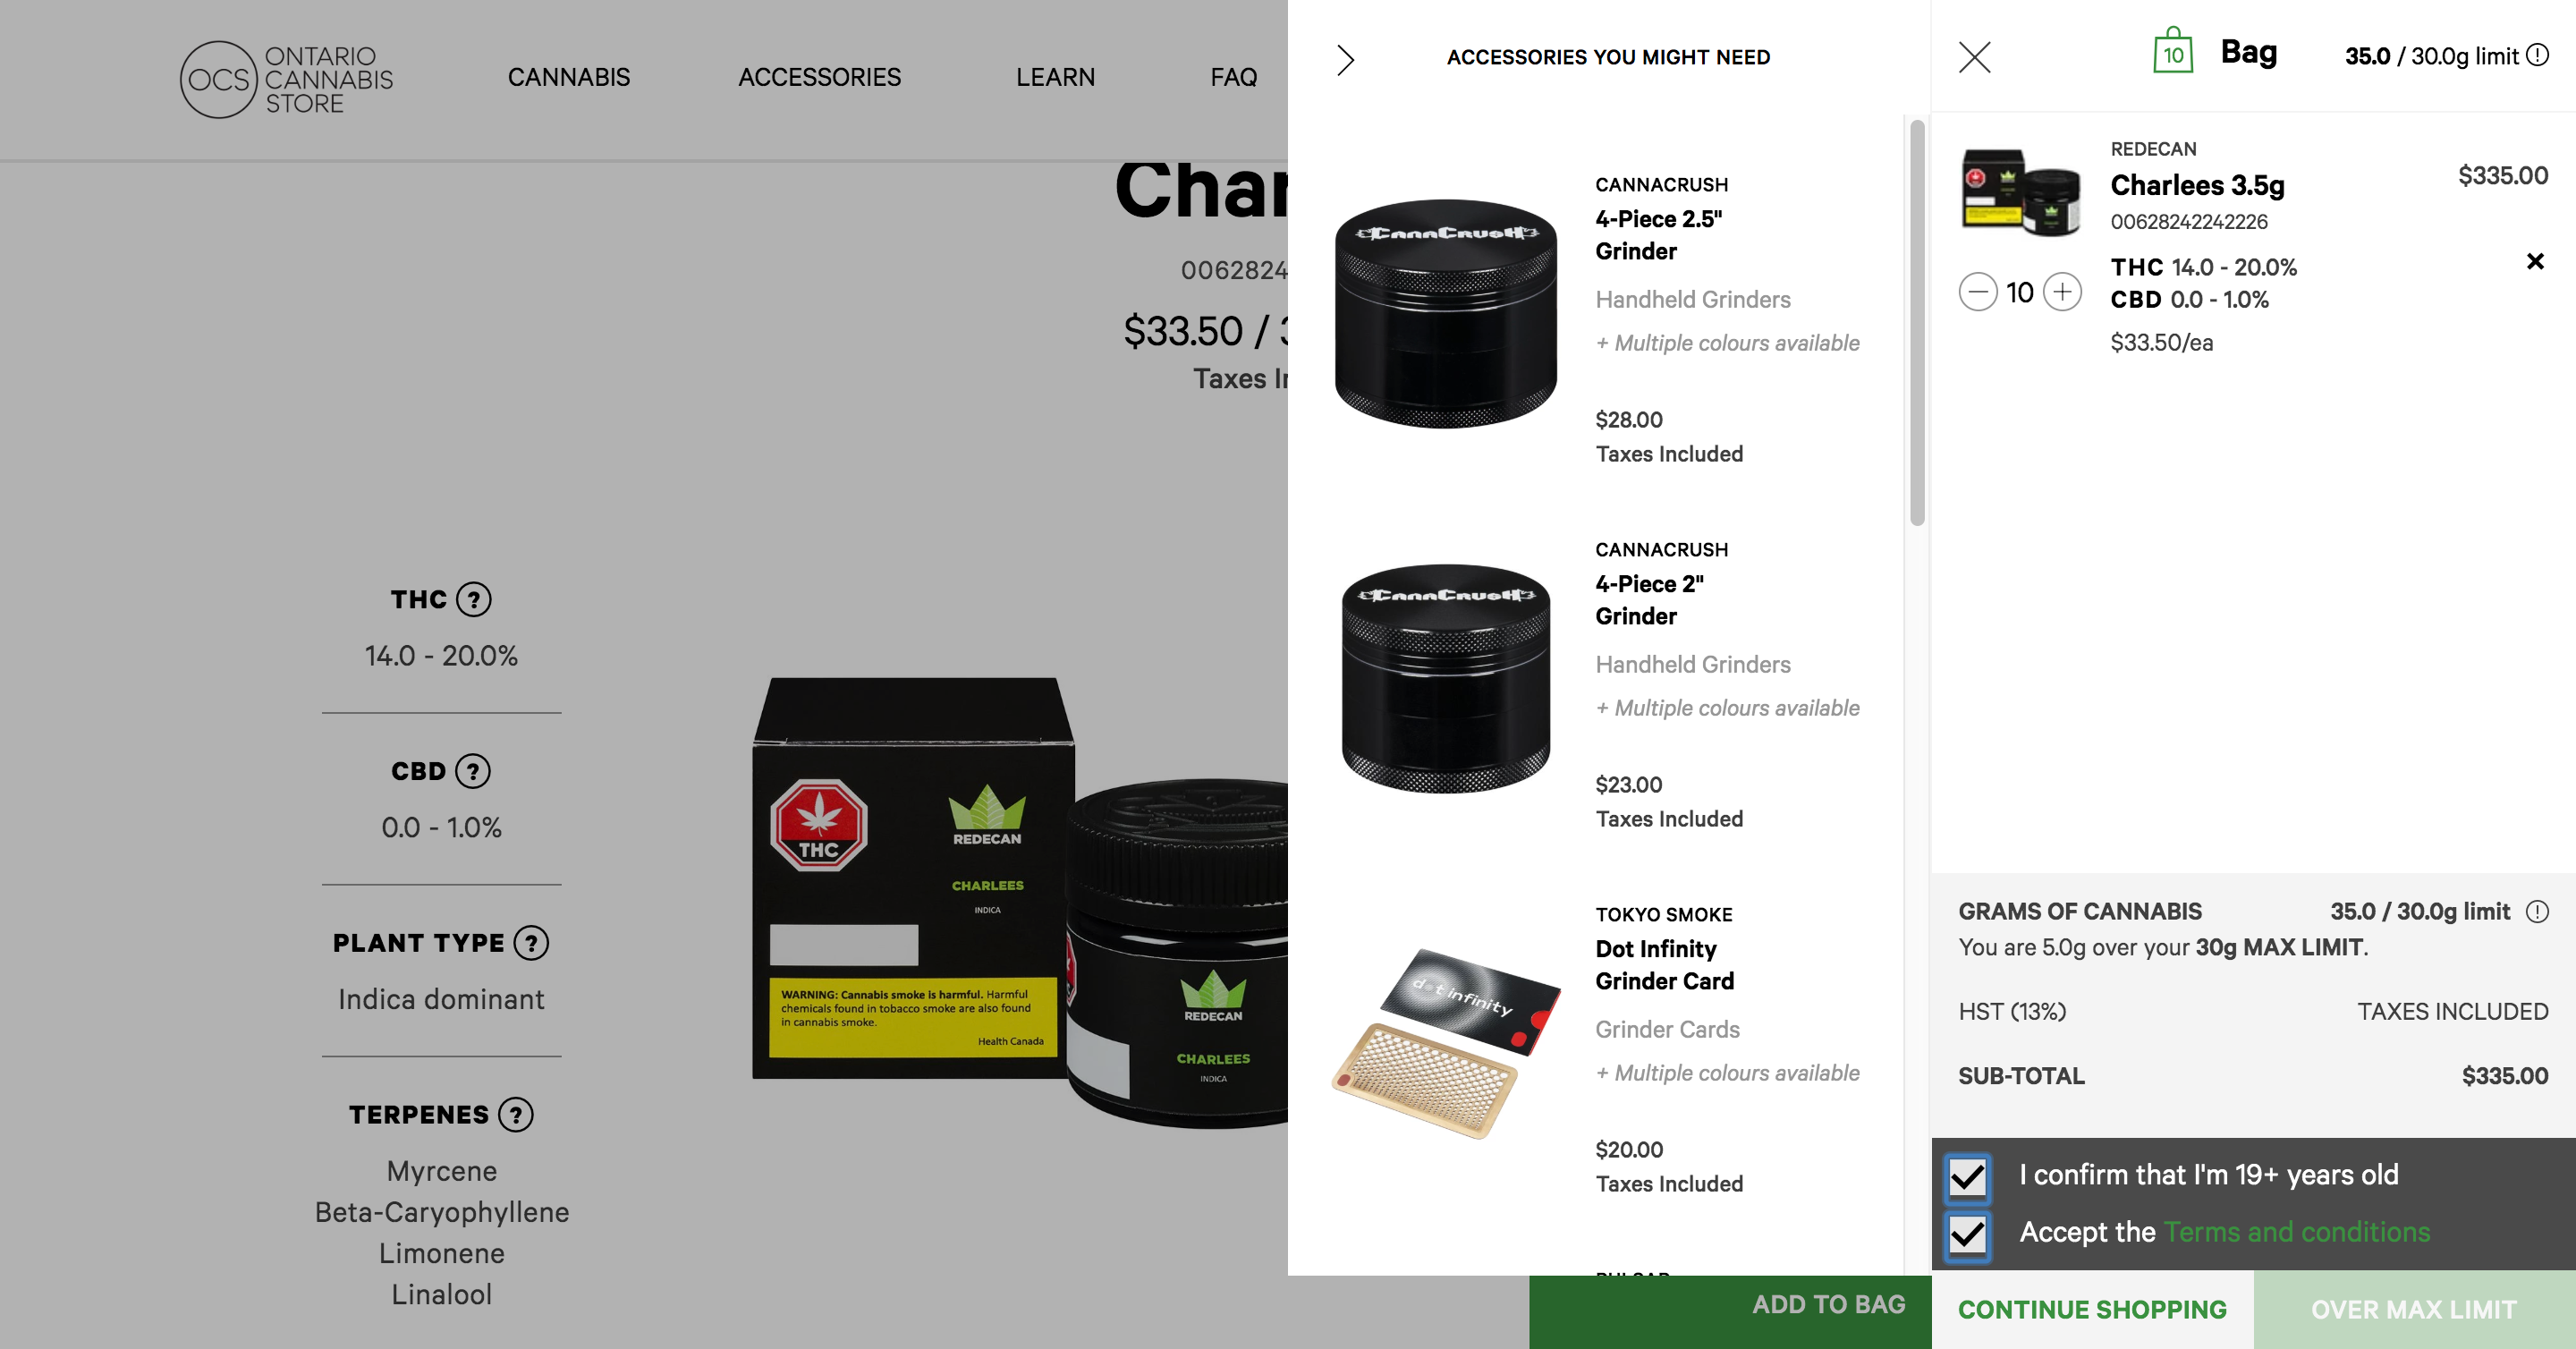 OCS
ONTARIO
CANNABIS
STORE
CANNABIS
ACCESSORIES
LEARN
FAQ
Char
0062824
$33.50 /
Taxes
THC ?
14.0 - 20.0%
CBD ?
0.0 - 1.0%
PLANT TYPE ?
Indica dominant
TERPENES ?
Myrcene
Beta-Caryophyllene
Limonene
Linalool
THC
REDECAN
CHARLEES
INDICA
WARNING: Cannabis smoke is harmful. Harmful
chemicals found in tobacco smoke are also found
in cannabis smoke.
Health Canada
REDECAN
CHARLEES
INDICA
ADD TO BAG
ACCESSORIES YOU MIGHT NEED
CannaCrush
CANNACRUSH
4-Piece 2.5"
Grinder
Handheld Grinders
+ Multiple colours available
$28.00
Taxes Included
CannaCrush
CANNACRUSH
4-Piece 2"
Grinder
Handheld Grinders
+ Multiple colours available
$23.00
Taxes Included
dot infinity
TOKYO SMOKE
Dot Infinity
Grinder Card
Grinder Cards
+ Multiple colours available
$20.00
Taxes Included
10
Bag
35.0 / 30.0g limit
REDECAN
Charlees 3.5g
$335.00
00628242242226
THC 14.0 - 20.0%
CBD 0.0 - 1.0%
10
$33.50/ea
GRAMS OF CANNABIS 35.0 / 30.0g limit
You are 5.0g over your 30g MAX LIMIT.
HST (13%) TAXES INCLUDED
SUB-TOTAL $335.00
I confirm that I'm 19+ years old
Accept the Terms and conditions
CONTINUE SHOPPING
OVER MAX LIMIT